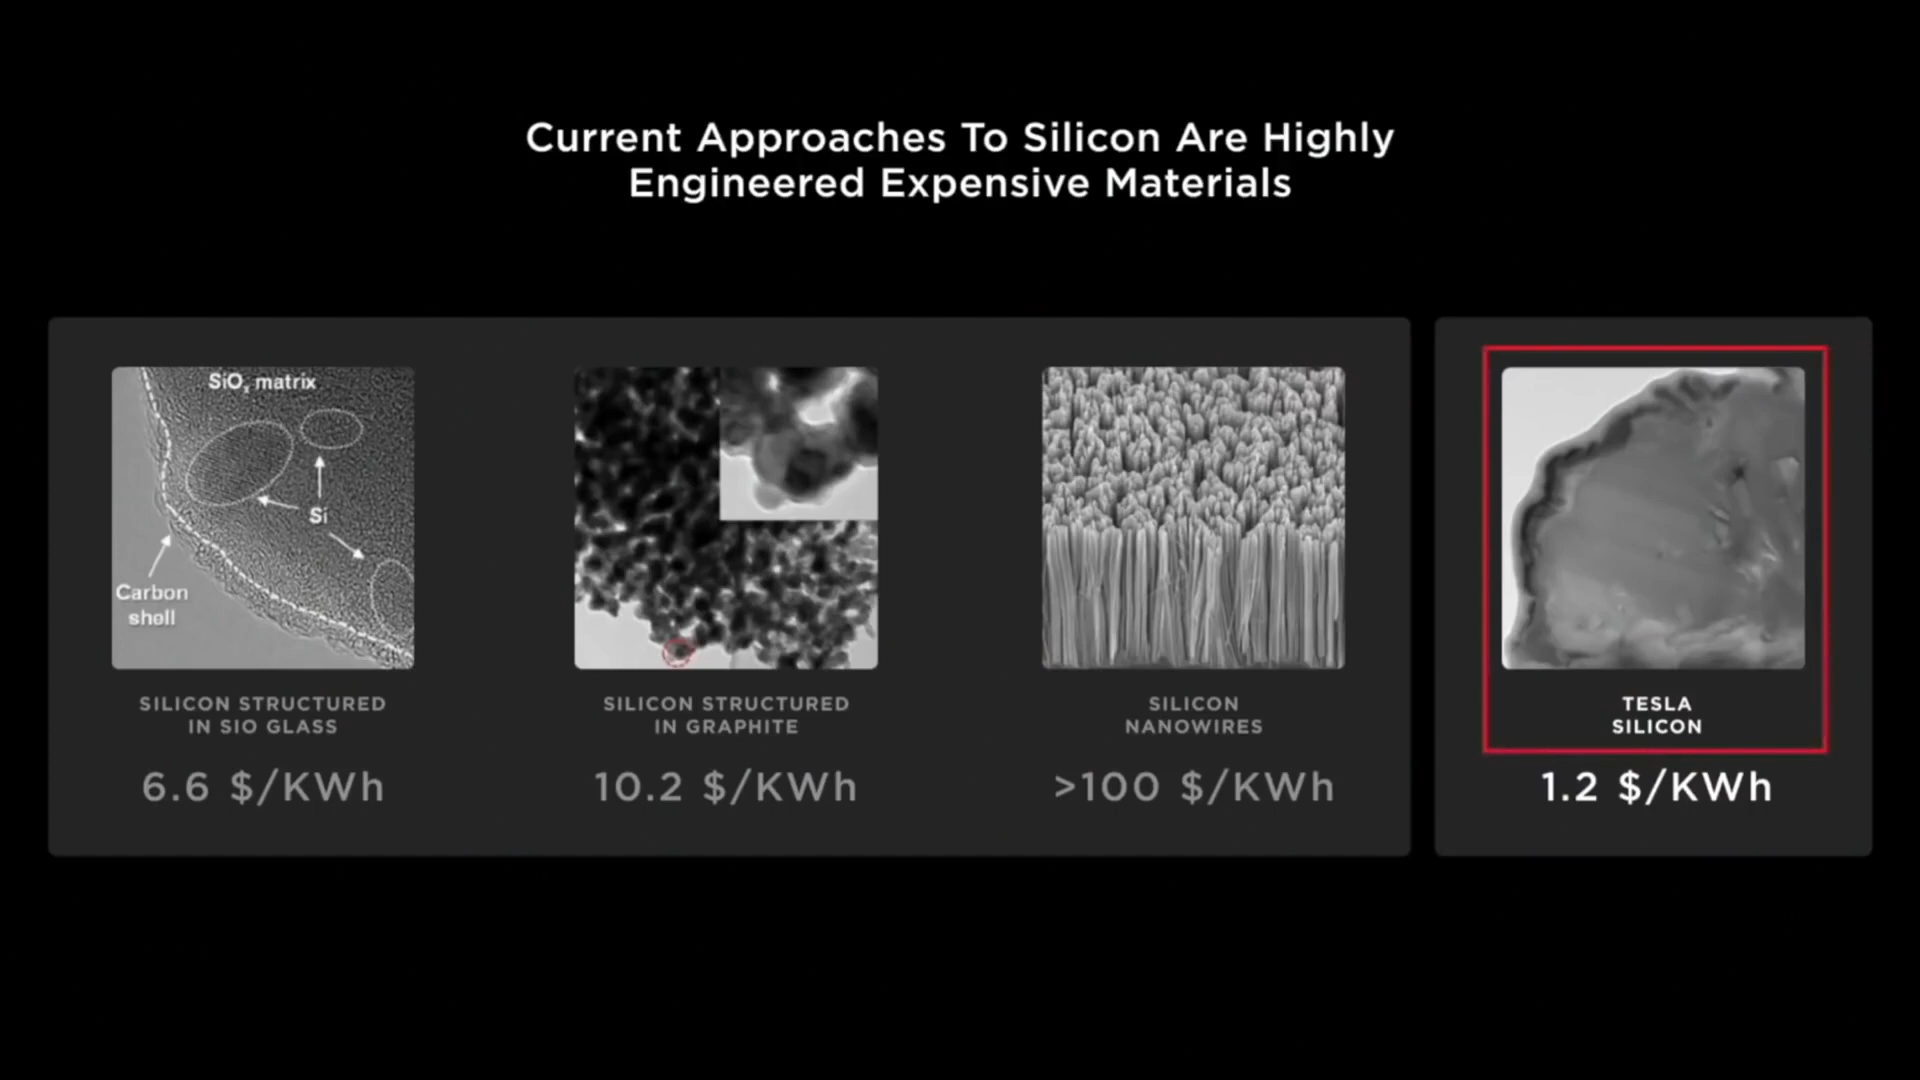 Current Approaches To Silicon Are Highly
Engineered Expensive Materials
SiOₓ matrix
Si
Carbon
shell
SILICON STRUCTURED
IN SIO GLASS
6.6 $/KWh
SILICON STRUCTURED
IN GRAPHITE
10.2 $/KWh
SILICON
NANOWIRES
>100 $/KWh
TESLA
SILICON
1.2 $/KWh